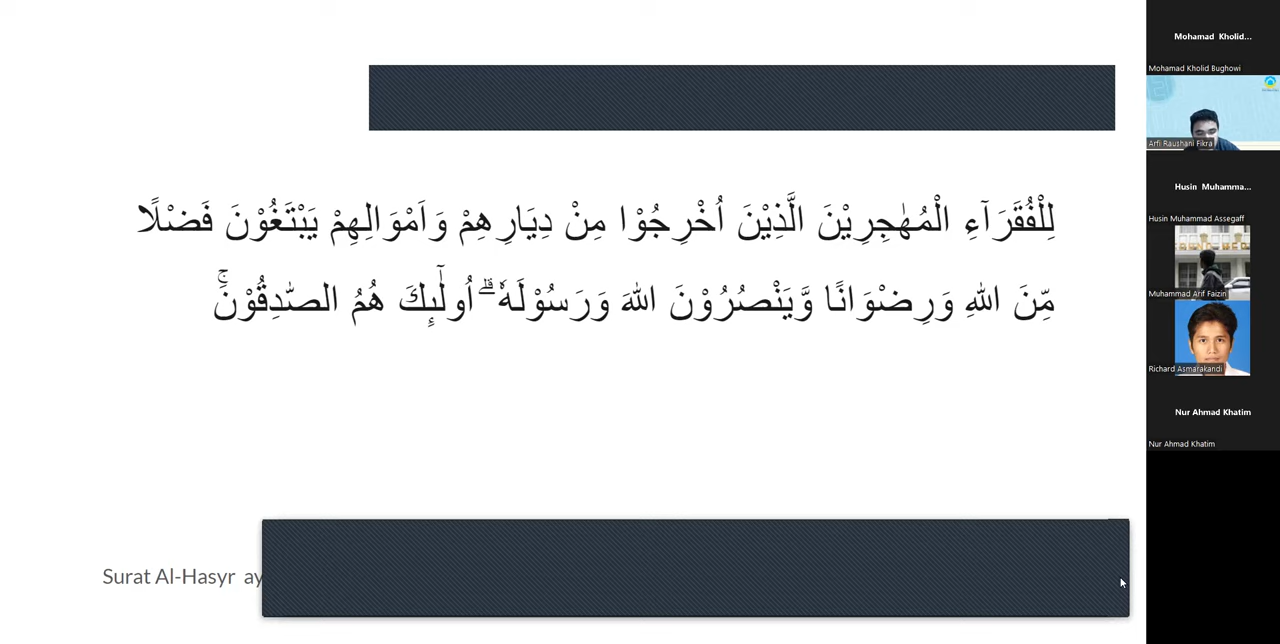 لِلْفُقَرَاۤءِ الْمُهٰجِرِيْنَ الَّذِيْنَ اُخْرِجُوْا مِنْ دِيَارِهِمْ وَاَمْوَالِهِمْ يَبْتَغُوْنَ فَضْلًا
مِّنَ اللّٰهِ وَرِضْوَانًا وَّيَنْصُرُوْنَ اللّٰهَ وَرَسُوْلَهٗ ۗ اُولٰۤىِٕكَ هُمُ الصّٰدِقُوْنَۚ
Surat Al-Hasyr ay
Mohamad Kholid...
Mohamad Kholid Bughowi
Arfi Raushani Fikra
Husin Muhamma...
Husin Muhammad Assegaff
Muhammad Arif Faizin
Richard Asmarakandi
Nur Ahmad Khatim
Nur Ahmad Khatim